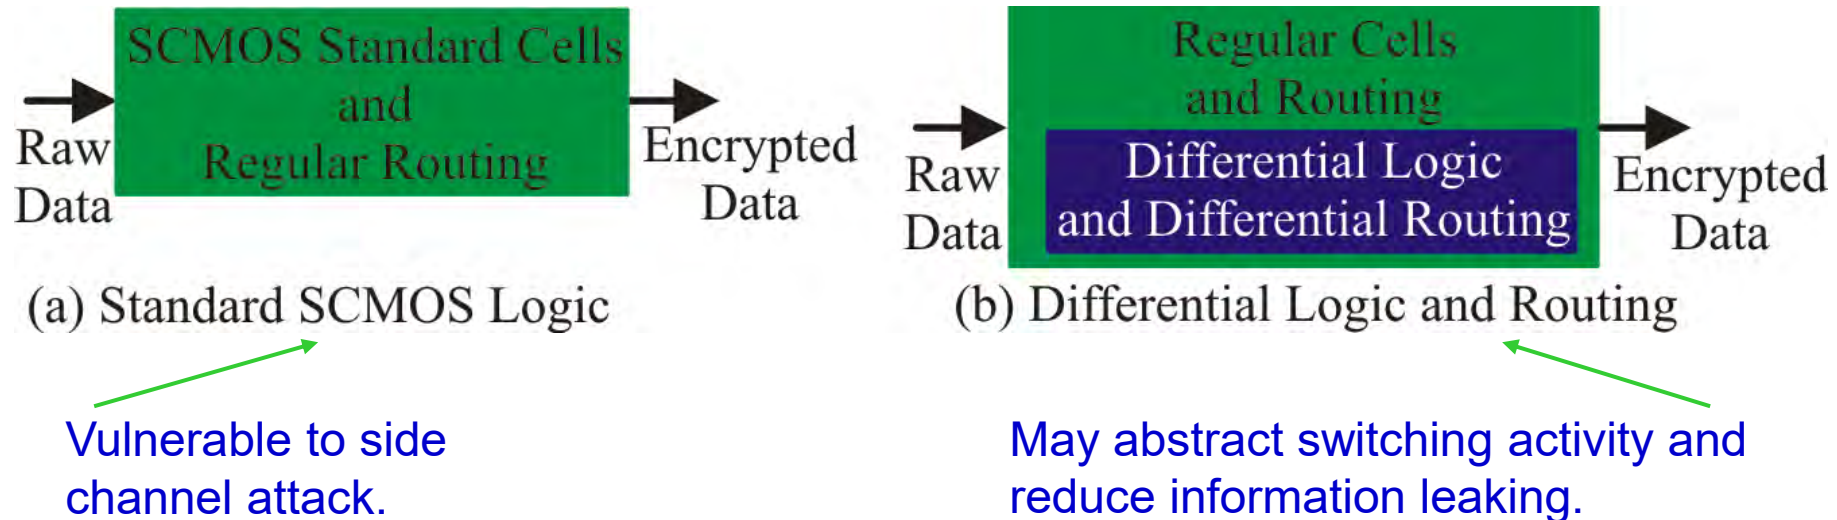 SCMOS Standard Cells
and
Regular Routing
Raw
Data
Encrypted
Data
(a) Standard SCMOS Logic
Vulnerable to side
channel attack.
Regular Cells
and Routing
Differential Logic
and Differential Routing
Raw
Data
Encrypted
Data
(b) Differential Logic and Routing
May abstract switching activity and
reduce information leaking.